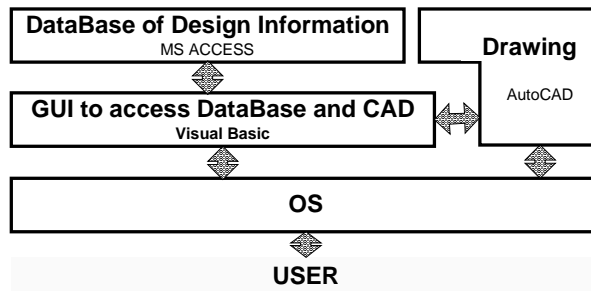 DataBase of Design Information
MS ACCESS
Drawing
AutoCAD
GUI to access DataBase and CAD
Visual Basic
OS
USER